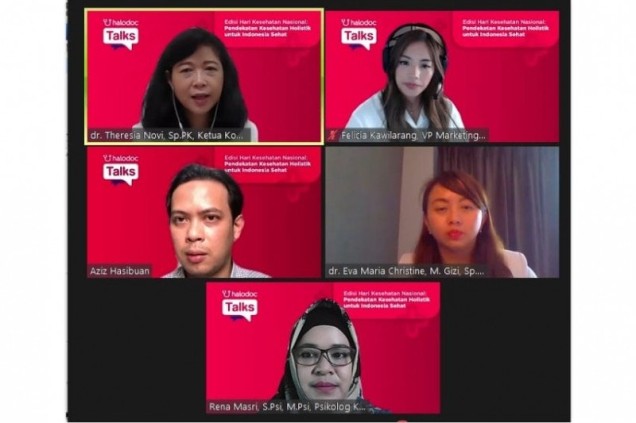 halodoc
Talks
Edisi Hari Kesehatan Nasional:
Pendekatan Kesehatan Holistik
untuk Indonesia Sehat
dr. Theresia Novi, Sp.PK, Ketua Ko...
halodoc
Talks
Edisi Hari Kesehatan Nasional:
Pendekatan Kesehatan Holistik
untuk Indonesia Sehat
Felicia Kawilarang, VP Marketing...
halodoc
Talks
Edisi Hari Kesehatan Nasional:
Pendekatan Kesehatan Holistik
untuk Indonesia Sehat
Aziz Hasibuan
dr. Eva Maria Christine, M. Gizi, Sp....
halodoc
Talks
Edisi Hari Kesehatan Nasional:
Pendekatan Kesehatan Holistik
untuk Indonesia Sehat
Rena Masri, S.Psi, M.Psi, Psikolog K...